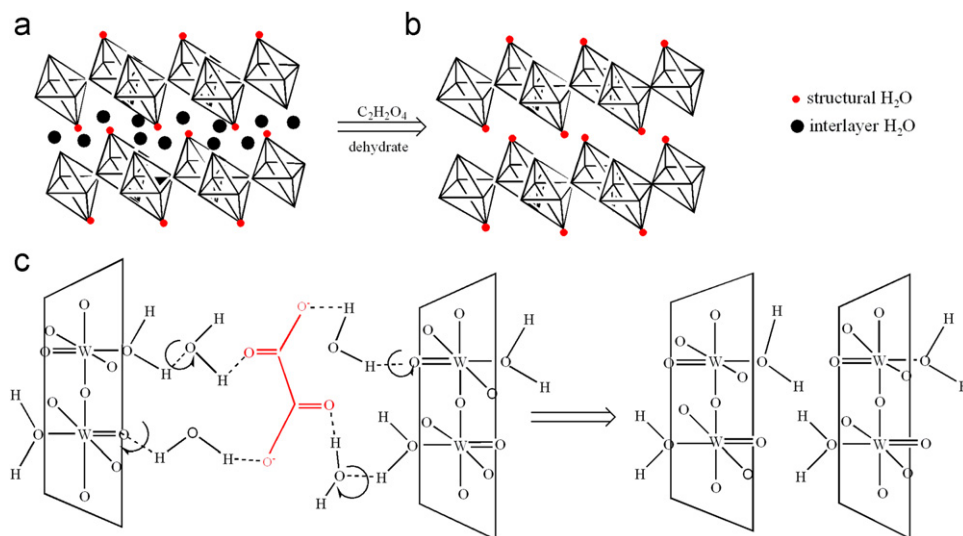 a
b
C₂H₂O₄
dehydrate
structural H₂O
interlayer H₂O
c
O O⁻ O O H O
H H H H H
O O O O
O W O O O O O W O O W O O W O
O H H H O O O
H H H H
H O O H O O H O H O
O W O O O W O O W O O W O
H O H H O⁻ H H O H O H O
H O H O H O
O O O O